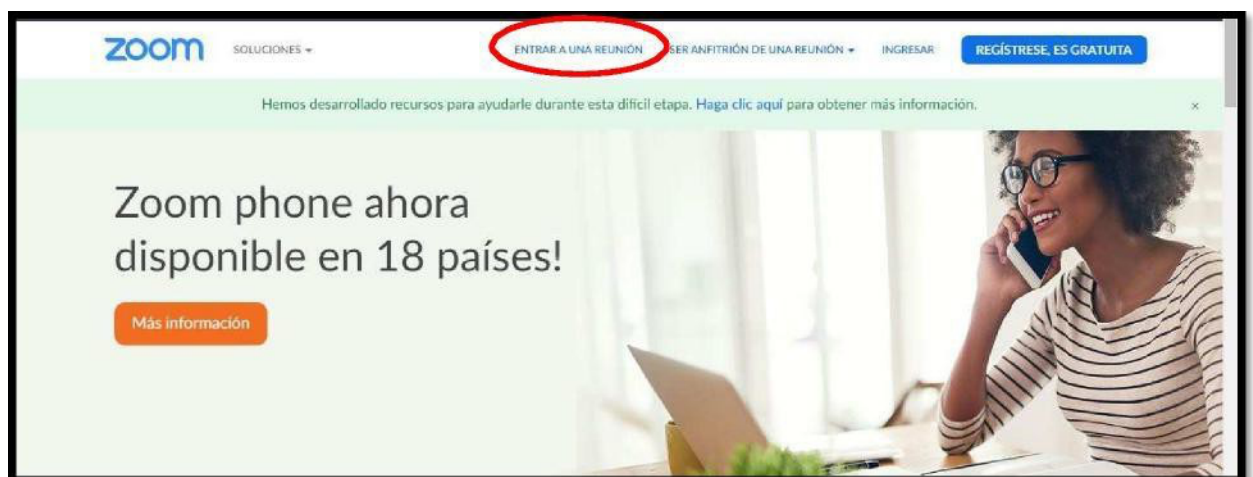 zoom
SOLUCIONES
ENTRAR A UNA REUNIÓN
SER ANFITRIÓN DE UNA REUNIÓN
INGRESAR
REGÍSTRESE, ES GRATUITA
Hemos desarrollado recursos para ayudarle durante esta difícil etapa. Haga clic aquí para obtener más información.
×
Zoom phone ahora
disponible en 18 países!
Más información